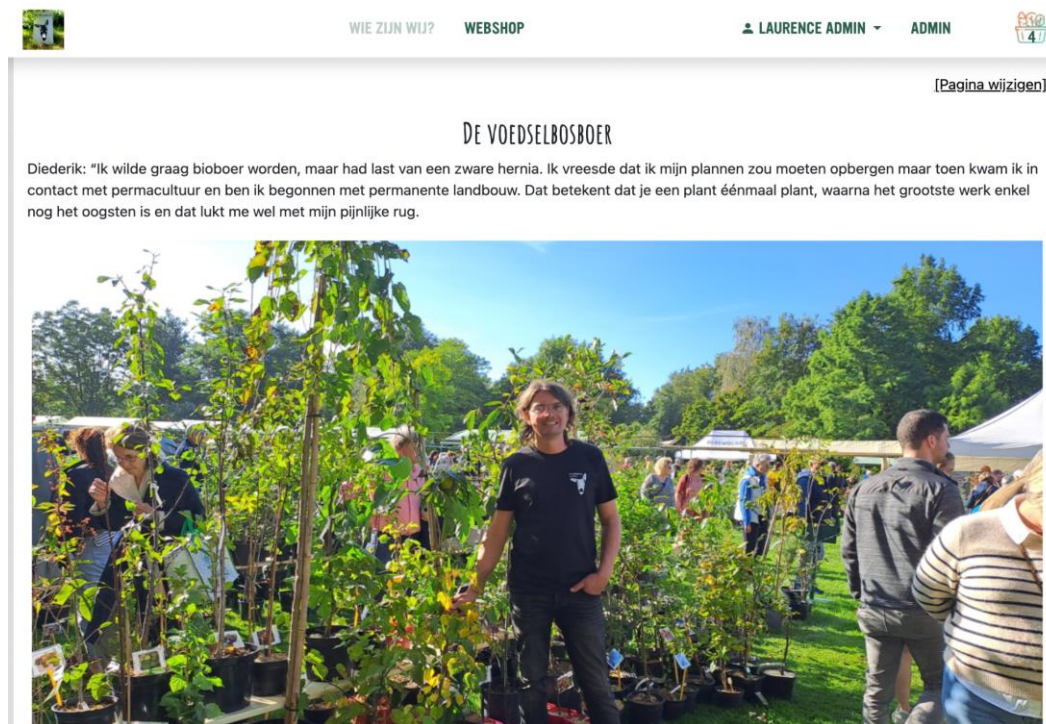 WIE ZIJN WIJ?
WEBSHOP
LAURENCE ADMIN
ADMIN
4
[Pagina wijzigen]
De voedselbosboer
Diederik: “Ik wilde graag bioboer worden, maar had last van een zware hernia. Ik vreesde dat ik mijn plannen zou moeten opbergen maar toen kwam ik in
contact met permacultuur en ben ik begonnen met permanente landbouw. Dat betekent dat je een plant éénmaal plant, waarna het grootste werk enkel
nog het oogsten is en dat lukt me wel met mijn pijnlijke rug.